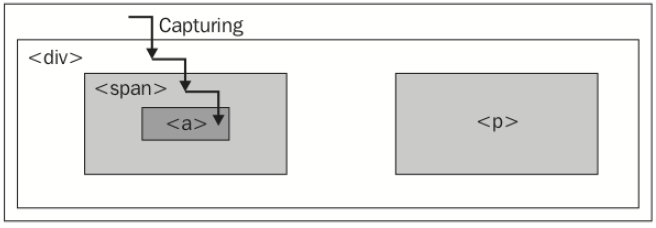 Capturing
<div>
<span>
<a>
<p>